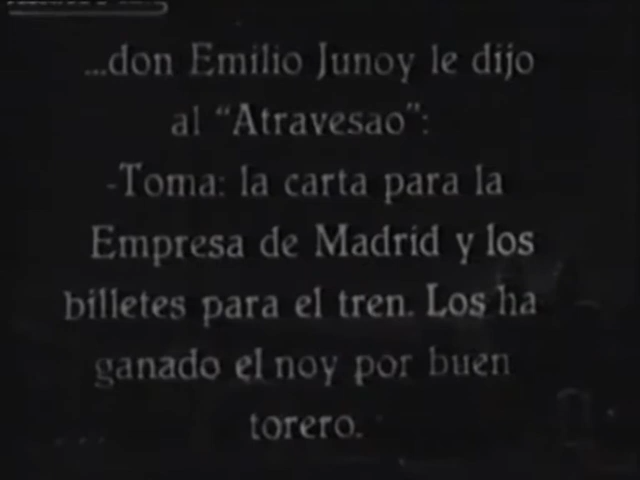 ...don Emilio Junoy le dijo
al "Atravesao":
-Toma: la carta para la
Empresa de Madrid y los
billetes para el tren. Los ha
ganado el noy por buen
torero.